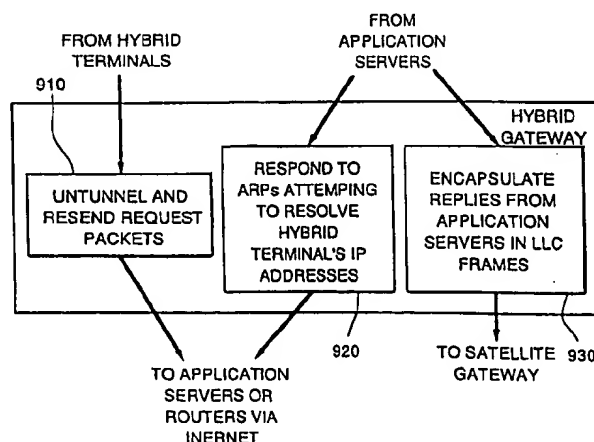 FROM HYBRID
TERMINALS
FROM
APPLICATION
SERVERS
910
HYBRID
GATEWAY
UNTUNNEL AND
RESEND REQUEST
PACKETS
RESPOND TO
ARPs ATTEMPING
TO RESOLVE
HYBRID
TERMINAL'S IP
ADDRESSES
ENCAPSULATE
REPLIES FROM
APPLICATION
SERVERS IN LLC
FRAMES
920
930
TO APPLICATION
SERVERS OR
ROUTERS VIA
INERNET
TO SATELLITE
GATEWAY